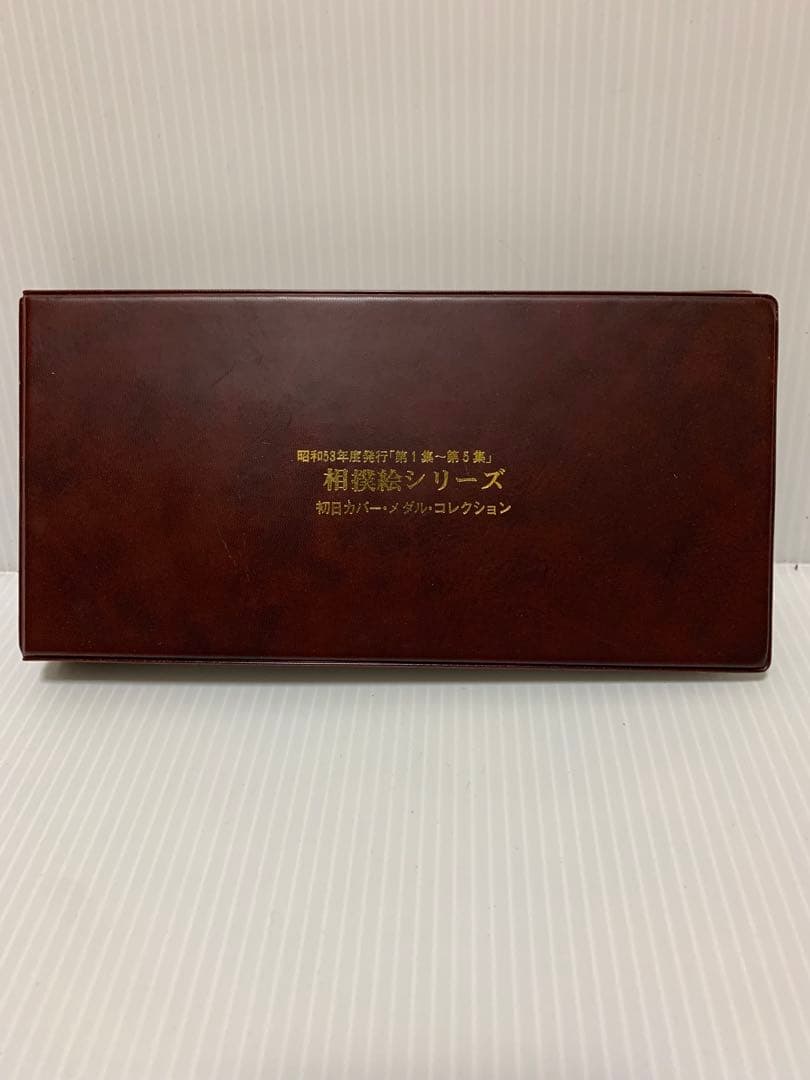 昭和53年度発行「第1集～第5集」
相撲絵シリーズ
初日カバー・メダル・コレクション